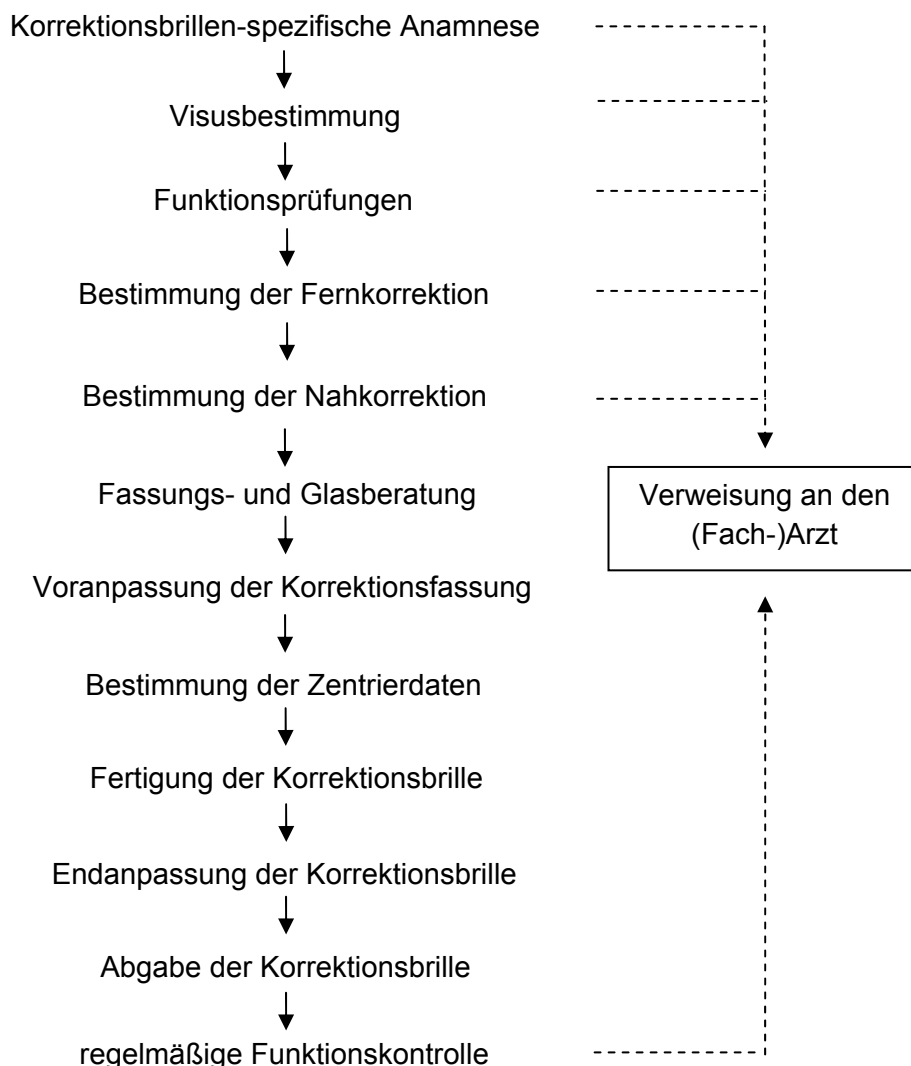 Korrektionsbrillen-spezifische Anamnese
Visusbestimmung
Funktionsprüfungen
Bestimmung der Fernkorrektion
Bestimmung der Nahkorrektion
Fassungs- und Glasberatung
Verweisung an den
(Fach-)Arzt
Voranpassung der Korrektionsfassung
Bestimmung der Zentrierdaten
Fertigung der Korrektionsbrille
Endanpassung der Korrektionsbrille
Abgabe der Korrektionsbrille
regelmäßige Funktionskontrolle